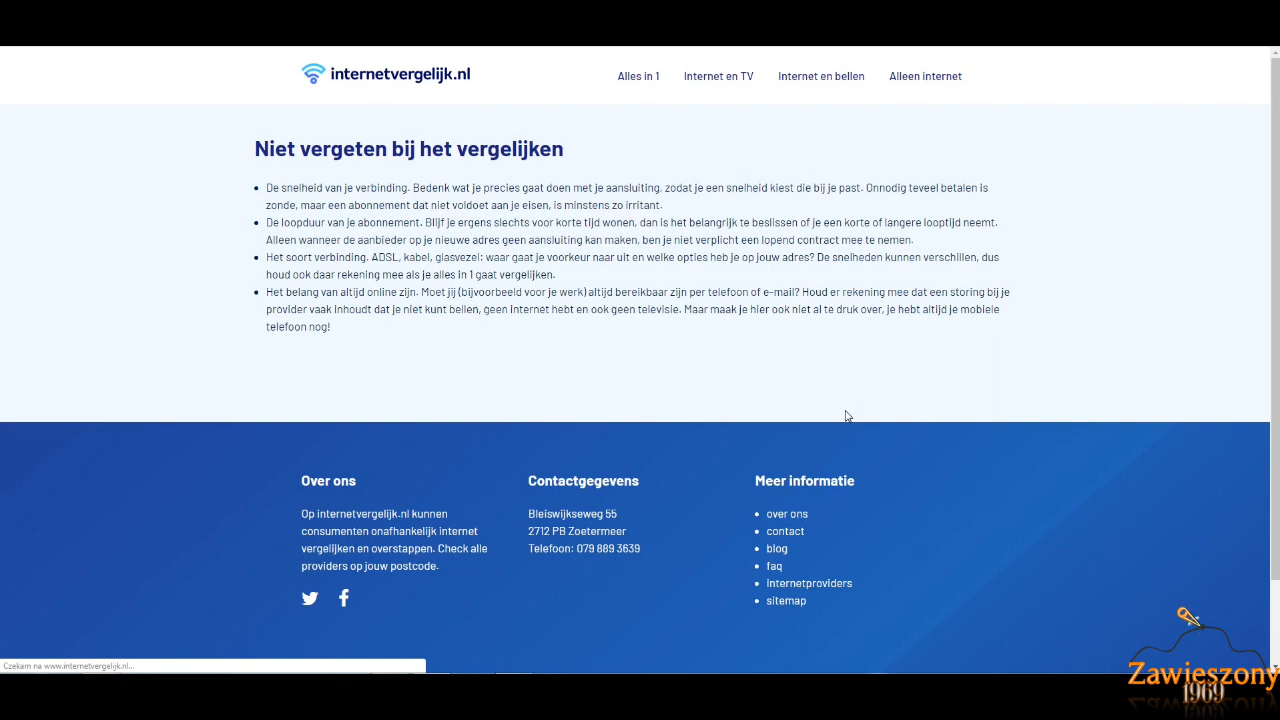 internetvergelijk.nl
Alles in 1
Internet en TV
Internet en bellen
Alleen internet
Niet vergeten bij het vergelijken
De snelheid van je verbinding. Bedenk wat je precies gaat doen met je aansluiting, zodat je een snelheid kiest die bij je past. Onnodig teveel betalen is
zonde, maar een abonnement dat niet voldoet aan je eisen, is minstens zo irritant.
De loopduur van je abonnement. Blijf je ergens slechts voor korte tijd wonen, dan is het belangrijk te beslissen of je een korte of langere looptijd neemt.
Alleen wanneer de aanbieder op je nieuwe adres geen aansluiting kan maken, ben je niet verplicht een lopend contract mee te nemen.
Het soort verbinding. ADSL, kabel, glasvezel: waar gaat je voorkeur naar uit en welke opties heb je op jouw adres? De snelheden kunnen verschillen, dus
houd ook daar rekening mee als je alles in 1 gaat vergelijken.
Het belang van altijd online zijn. Moet jij (bijvoorbeeld voor je werk) altijd bereikbaar zijn per telefoon of e-mail? Houd er rekening mee dat een storing bij je
provider vaak inhoudt dat je niet kunt bellen, geen internet hebt en ook geen televisie. Maar maak je hier ook niet al te druk over, je hebt altijd je mobiele
telefoon nog!
Over ons
Op internetvergelijk.nl kunnen
consumenten onafhankelijk internet
vergelijken en overstappen. Check alle
providers op jouw postcode.
Contactgegevens
Bleiswijkseweg 55
2712 PB Zoetermeer
Telefoon: 079 889 3639
Meer informatie
over ons
contact
blog
faq
internetproviders
sitemap
Czekam na www.internetvergelijk.nl...
Zawieszony
1969